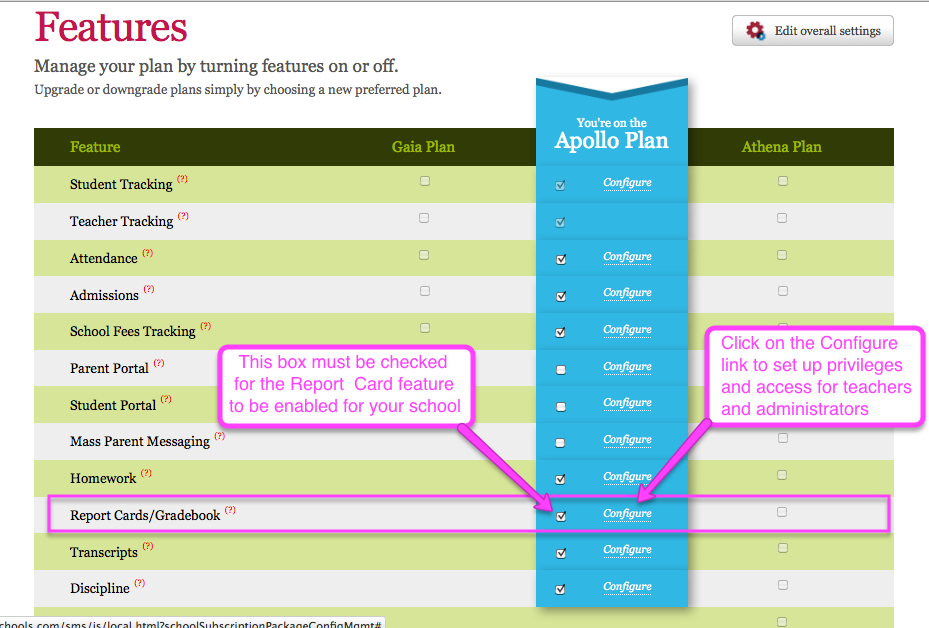 Features
Edit overall settings
Manage your plan by turning features on or off.
Upgrade or downgrade plans simply by choosing a new preferred plan.
You're on the
Feature Gaia Plan Apollo Plan Athena Plan
Student Tracking (?) Configure
Teacher Tracking (?)
Attendance (?) Configure
Admissions (?) Configure
School Fees Tracking (?) Configure
This box must be checked
for the Report Card feature
to be enabled for your school
Click on the Configure
link to set up privileges
and access for teachers
and administrators
Parent Portal (?) Configure
Student Portal (?) Configure
Mass Parent Messaging (?) Configure
Homework (?) Configure
Report Cards/Gradebook (?) Configure
Transcripts (?) Configure
Discipline (?) Configure
chools.com/sms/js/local.html?schoolSubscriptionPackageConfigMgmt#